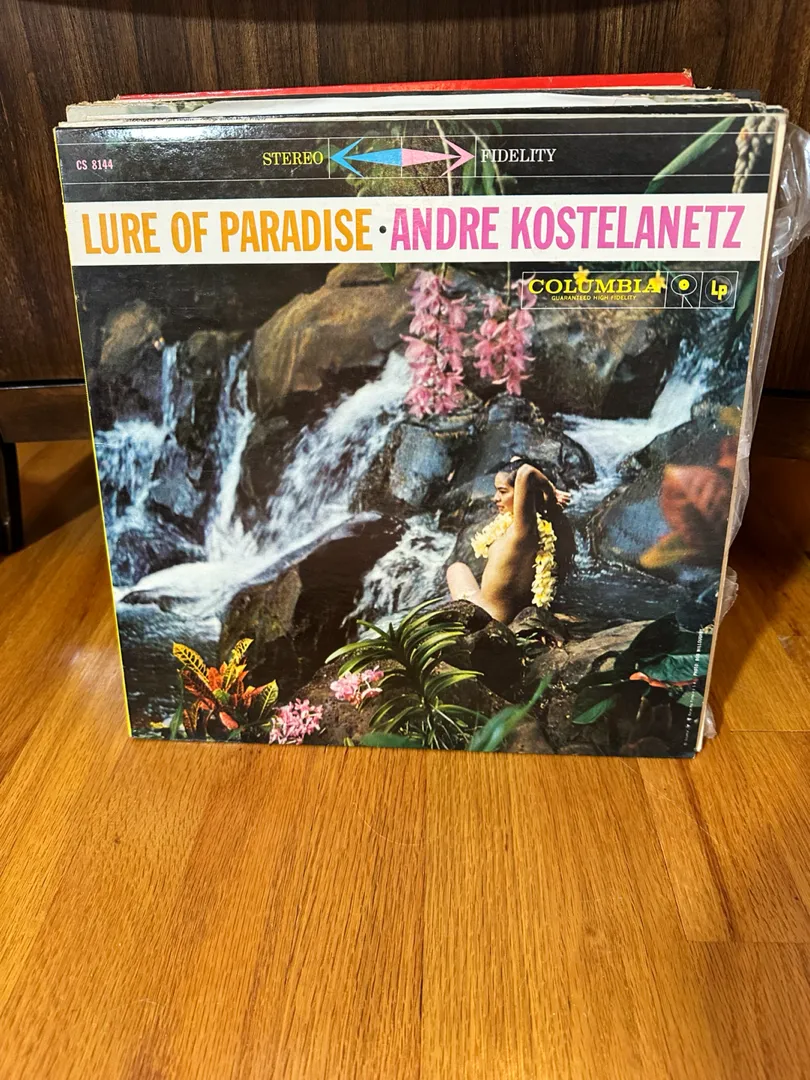 CS 8144
STEREO FIDELITY
LURE OF PARADISE · ANDRE KOSTELANETZ
COLUMBIA Lp
GUARANTEED HIGH FIDELITY